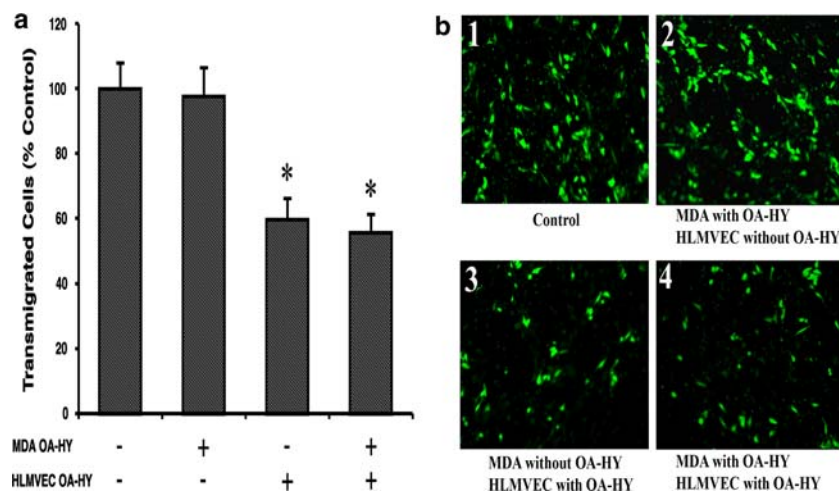 a
Transmigrated Cells (% Control)
120
100
80
60
40
20
0
* *
MDA OA-HY - + - +
HLMVEC OA-HY - - + +
b
1
Control
2
MDA with OA-HY
HLMVEC without OA-HY
3
MDA without OA-HY
HLMVEC with OA-HY
4
MDA with OA-HY
HLMVEC with OA-HY